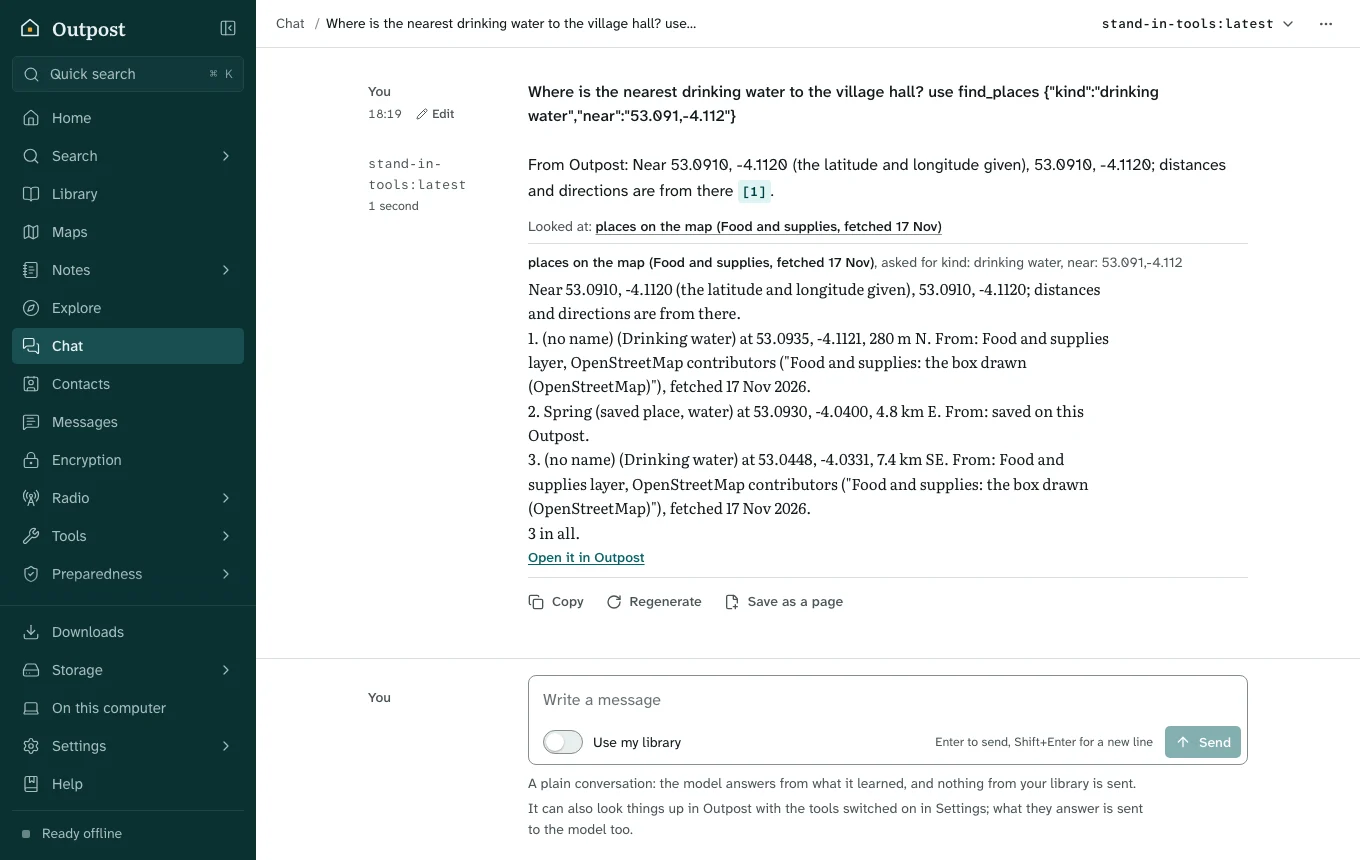 Outpost
Quick search ⌘ K
Home
Search
Library
Maps
Notes
Explore
Chat
Contacts
Messages
Encryption
Radio
Tools
Preparedness
Downloads
Storage
On this computer
Settings
Help
Ready offline
Chat / Where is the nearest drinking water to the village hall? use...
stand-in-tools:latest
You
18:19 Edit
Where is the nearest drinking water to the village hall? use find_places {"kind":"drinking
water","near":"53.091,-4.112"}
stand-in-
tools:latest
1 second
From Outpost: Near 53.0910, -4.1120 (the latitude and longitude given), 53.0910, -4.1120; distances
and directions are from there [1].
Looked at: places on the map (Food and supplies, fetched 17 Nov)
places on the map (Food and supplies, fetched 17 Nov), asked for kind: drinking water, near: 53.091,-4.112
Near 53.0910, -4.1120 (the latitude and longitude given), 53.0910, -4.1120; distances
and directions are from there.
1. (no name) (Drinking water) at 53.0935, -4.1121, 280 m N. From: Food and supplies
layer, OpenStreetMap contributors ("Food and supplies: the box drawn
(OpenStreetMap)"), fetched 17 Nov 2026.
2. Spring (saved place, water) at 53.0930, -4.0400, 4.8 km E. From: saved on this
Outpost.
3. (no name) (Drinking water) at 53.0448, -4.0331, 7.4 km SE. From: Food and
supplies layer, OpenStreetMap contributors ("Food and supplies: the box drawn
(OpenStreetMap)"), fetched 17 Nov 2026.
3 in all.
Open it in Outpost
Copy Regenerate Save as a page
You
Write a message
Use my library
Enter to send, Shift+Enter for a new line
Send
A plain conversation: the model answers from what it learned, and nothing from your library is sent.
It can also look things up in Outpost with the tools switched on in Settings; what they answer is sent
to the model too.